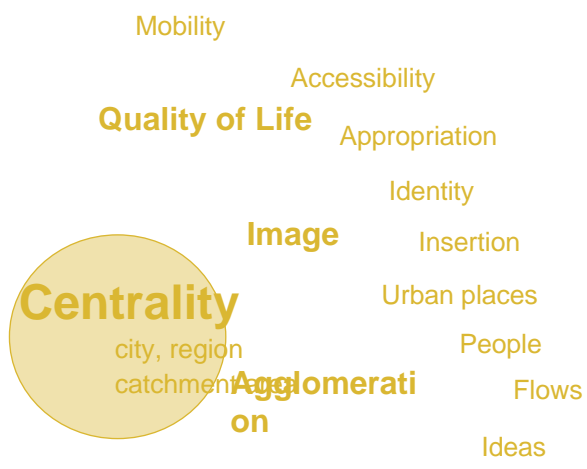 Mobility
Accessibility
Quality of Life
Appropriation
Identity
Image
Insertion
Centrality
Urban places
city, region
People
catchment area
Agglomerati
on
Flows
Ideas